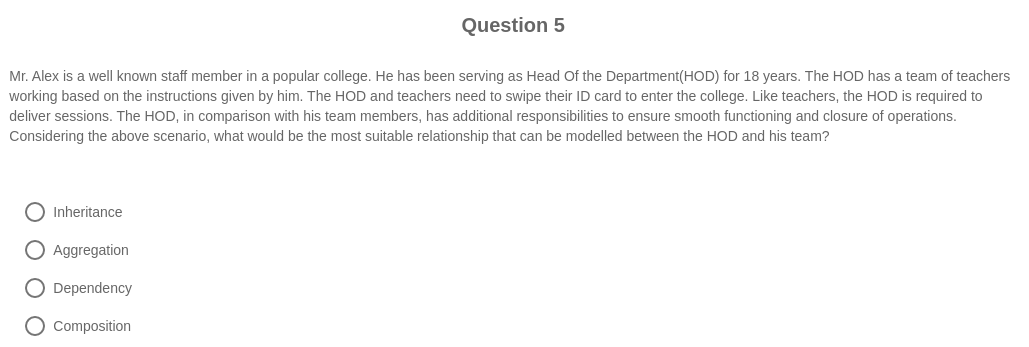 Question 5
Mr. Alex is a well known staff member in a popular college. He has been serving as Head Of the Department(HOD) for 18 years. The HOD has a team of teachers
working based on the instructions given by him. The HOD and teachers need to swipe their ID card to enter the college. Like teachers, the HOD is required to
deliver sessions. The HOD, in comparison with his team members, has additional responsibilities to ensure smooth functioning and closure of operations.
Considering the above scenario, what would be the most suitable relationship that can be modelled between the HOD and his team?
Inheritance
Aggregation
Dependency
Composition